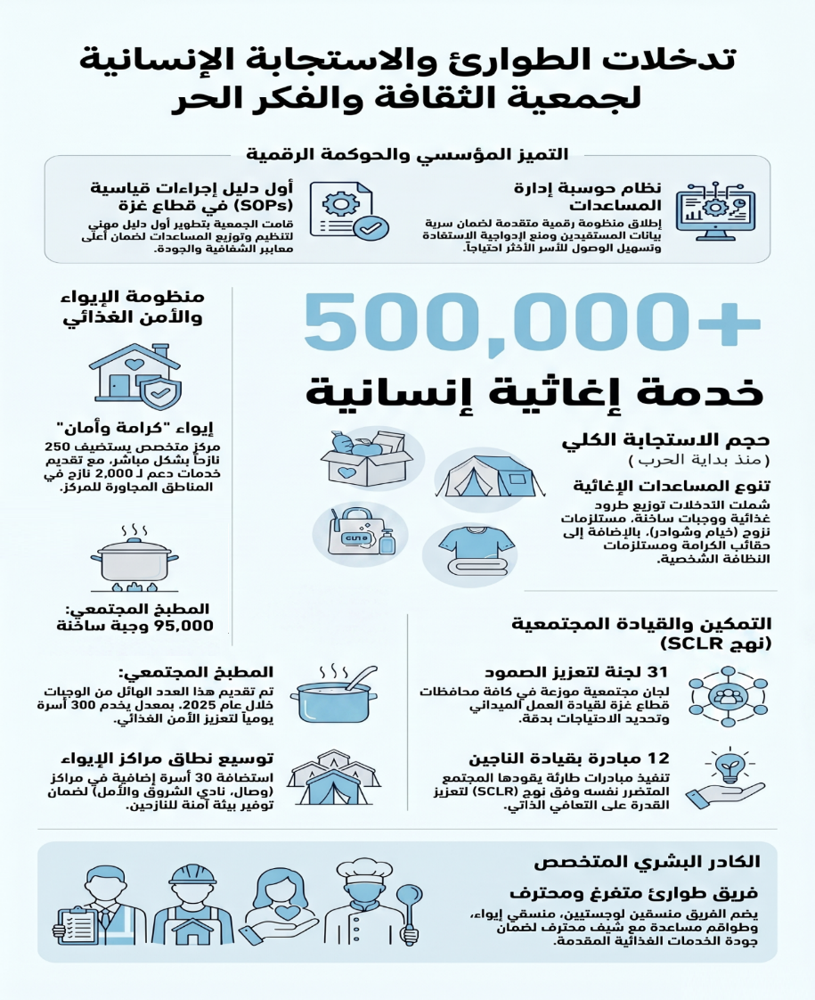 تدخلات الطوارئ والاستجابة الإنسانية
لجمعية الثقافة والفكر الحر
التميز المؤسسي والحوكمة الرقمية
نظام حوسبة إدارة
المساعدات
إطلاق منظومة رقمية متقدمة لضمان سرية
بيانات المستفيدين ومنع إدواجية الاستفادة
وتسهيل الوصول للأسر الأكثر احتياجاً.
أول دليل إجراءات قياسية
(SOPs) في قطاع غزة
قامت الجمعية بتطوير أول دليل مهني
لتنظيم وتوزيع المساعدات لضمان أعلى
معايير الشفافية والجودة.
500,000+
خدمة إغاثية إنسانية
حجم الاستجابة الكلي
(منذ بداية الحرب)
تنوع المساعدات الإغاثية
شملت التدخلات توزيع طرود
غذائية ووجبات ساخنة، مستلزمات
نزوح (خيام وشوادر)، بالإضافة إلى
حقائب الكرامة ومستلزمات
النظافة الشخصية.
منظومة الإيواء
والأمن الغذائي
إيواء "كرامة وأمان"
مركز متخصص يستضيف 250
نازحاً بشكل مباشر، مع تقديم
خدمات دعم لـ 2,000 نازح في
المناطق المجاورة للمركز.
المطبخ المجتمعي:
95,000 وجبة ساخنة
التمكين والقيادة المجتمعية
(نهج SCLR)
31 لجنة لتعزيز الصمود
لجان مجتمعية موزعة في كافة محافظات
قطاع غزة لقيادة العمل الميداني
وتحديد الاحتياجات بدقة.
12 مبادرة بقيادة الناجين
تنفيذ مبادرات طارئة يقودها المجتمع
المتضرر نفسه وفق نهج (SCLR) لتعزيز
القدرة على التعافي الذاتي.
المطبخ المجتمعي:
تم تقديم هذا العدد الهائل من الوجبات
خلال عام 2025، بمعدل يخدم 300 أسرة
يومياً لتعزيز الأمن الغذائي.
توسيع نطاق مراكز الإيواء
استضافة 30 أسرة إضافية في مراكز
(وصال، نادي الشروق والأمل) لضمان
توفير بيئة آمنة للنازحين.
الكادر البشري المتخصص
فريق طوارئ متفرغ ومحترف
يضم الفريق منسقين لوجستيين، منسقي إيواء،
وطواقم مساعدة مع شيف محترف لضمان
جودة الخدمات الغذائية المقدمة.